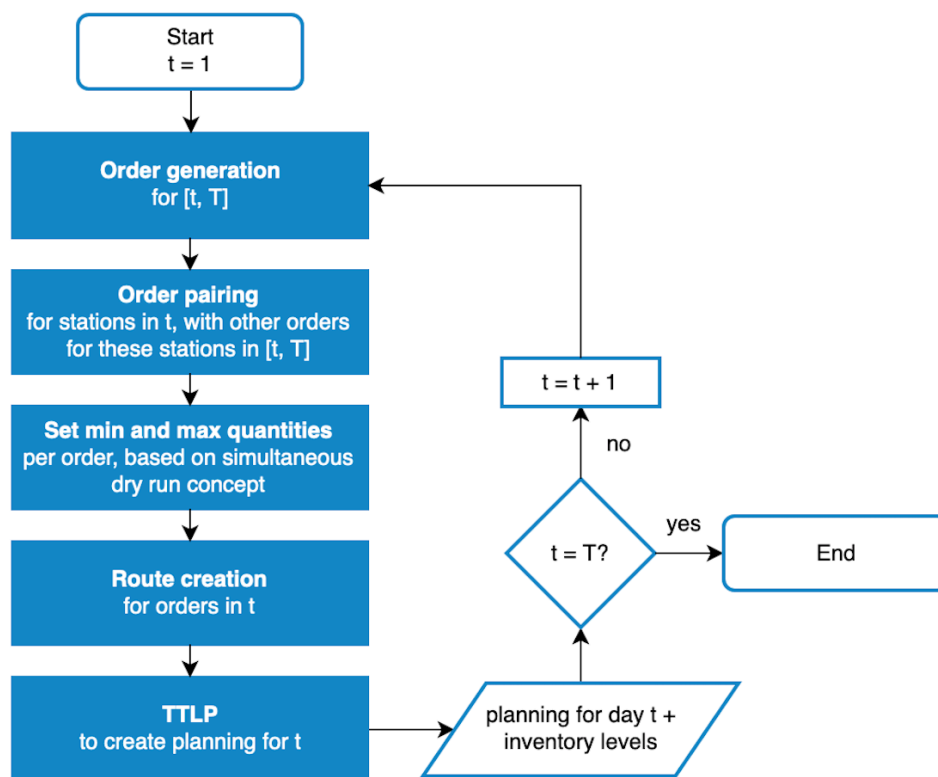 Start
t = 1
Order generation
for [t, T]
Order pairing
for stations in t, with other orders
for these stations in [t, T]
Set min and max quantities
per order, based on simultaneous
dry run concept
Route creation
for orders in t
TTLP
to create planning for t
planning for day t +
inventory levels
t = T?
yes
End
no
t = t + 1